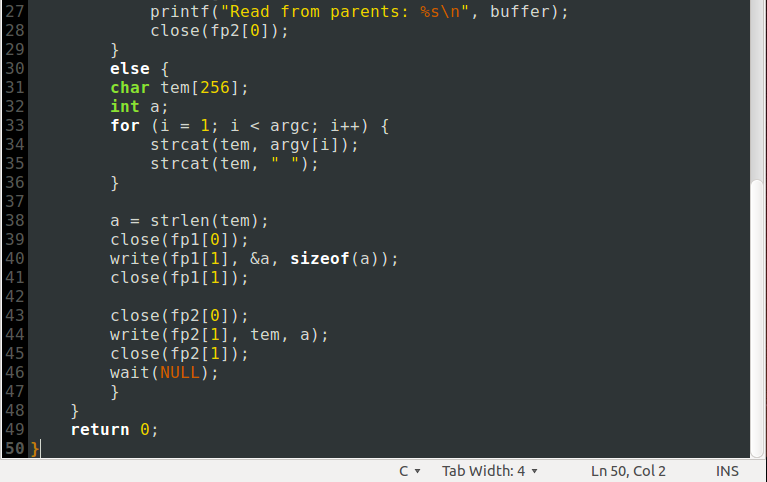 27 printf("Read from parents: %s\n", buffer);
28 close(fp2[0]);
29 }
30 else {
31 char tem[256];
32 int a;
33 for (i = 1; i < argc; i++) {
34 strcat(tem, argv[i]);
35 strcat(tem, " ");
36 }
37
38 a = strlen(tem);
39 close(fp1[0]);
40 write(fp1[1], &a, sizeof(a));
41 close(fp1[1]);
42
43 close(fp2[0]);
44 write(fp2[1], tem, a);
45 close(fp2[1]);
46 wait(NULL);
47 }
48 }
49 return 0;
50 }
C Tab Width: 4 Ln 50, Col 2 INS